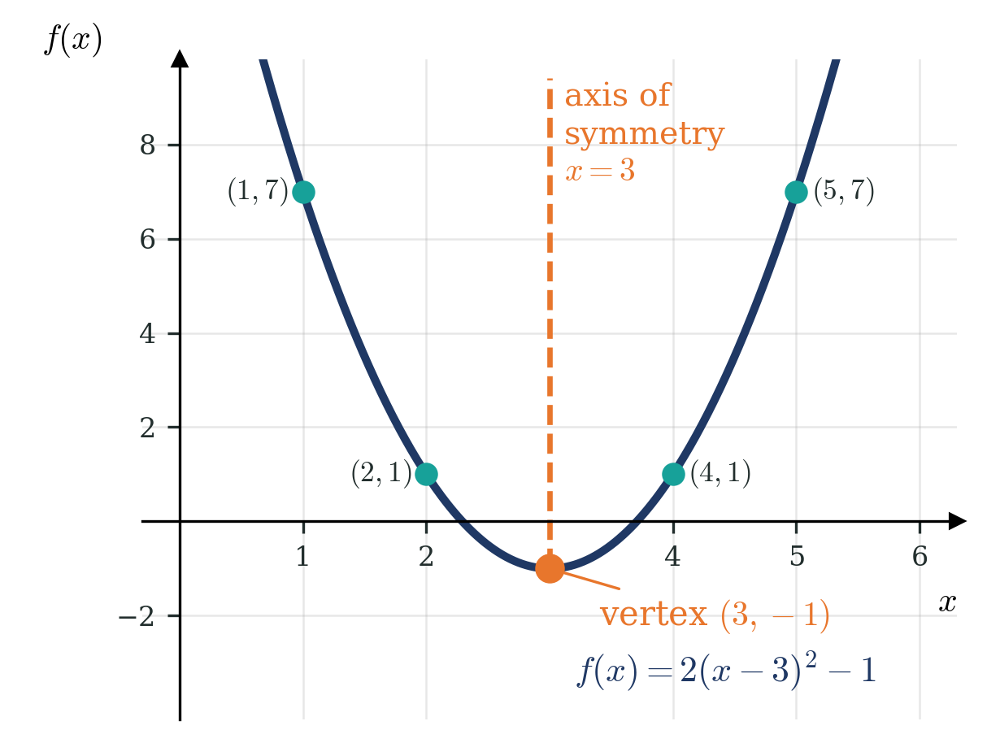 f(x)
axis of
symmetry
x = 3
8
(1, 7)
(5, 7)
6
4
2
(2, 1)
(4, 1)
1 2 4 5 6
x
−2
vertex (3, −1)
f(x) = 2(x − 3)² − 1